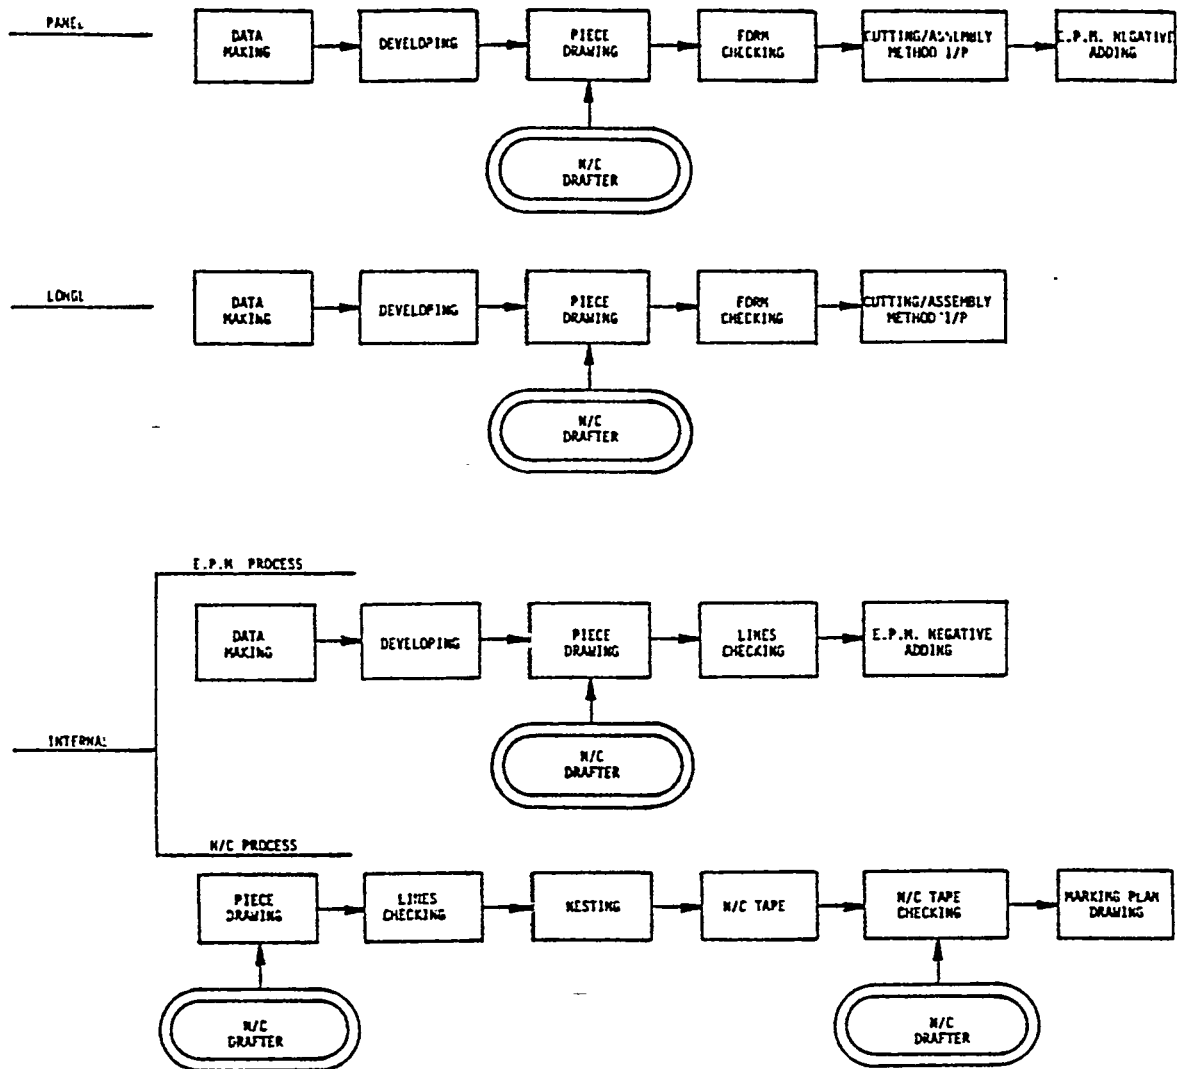 PANEL
DATA
MAKING
DEVELOPING
PIECE
DRAWING
FORM
CHECKING
CUTTING/ASSEMBLY
METHOD I/P
E.P.M. NEGATIVE
ADDING
N/C
DRAFTER
LONGL
DATA
MAKING
DEVELOPING
PIECE
DRAWING
FORM
CHECKING
CUTTING/ASSEMBLY
METHOD I/P
N/C
DRAFTER
E.P.M. PROCESS
DATA
MAKING
DEVELOPING
PIECE
DRAWING
LINES
CHECKING
E.P.M. NEGATIVE
ADDING
INTERNAL
N/C
DRAFTER
N/C PROCESS
PIECE
DRAWING
LINES
CHECKING
NESTING
N/C TAPE
N/C TAPE
CHECKING
MARKING PLAN
DRAWING
N/C
DRAFTER
N/C
DRAFTER